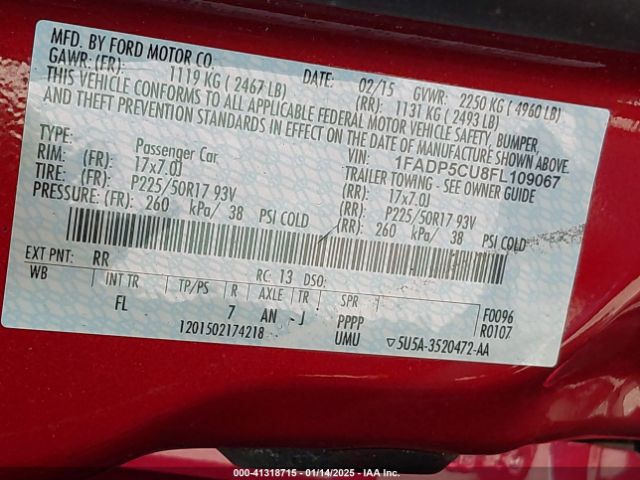 MFD. BY FORD MOTOR CO.
DATE: 02/15 GVWR: 2250 KG ( 4960 LB)
GAWR: (FR): 1119 KG ( 2467 LB) (RR): 1131 KG ( 2493 LB)
THIS VEHICLE CONFORMS TO ALL APPLICABLE FEDERAL MOTOR VEHICLE SAFETY, BUMPER,
AND THEFT PREVENTION STANDARDS IN EFFECT ON THE DATE OF MANUFACTURE SHOWN ABOVE.
VIN: 1FADP5CU8FL109067
TYPE: Passenger Car TRAILER TOWING - SEE OWNER GUIDE
RIM: (FR): 17x7.0J (RR): 17x7.0J
TIRE: (FR): P225/50R17 93V (RR): P225/50R17 93V
PRESSURE: (FR): 260 kPa/ 38 PSI COLD (RR): 260 kPa/ 38 PSI COLD
EXT PNT: RR RC: 13 DSO:
WB INT TR TP/PS R AXLE TR SPR
FL 7 AN - J PPPP
UMU
F0096
R0107
1201502174218
▽5U5A-3520472-AA
00-41318715 — 01/14/2025 — IAA Inc.